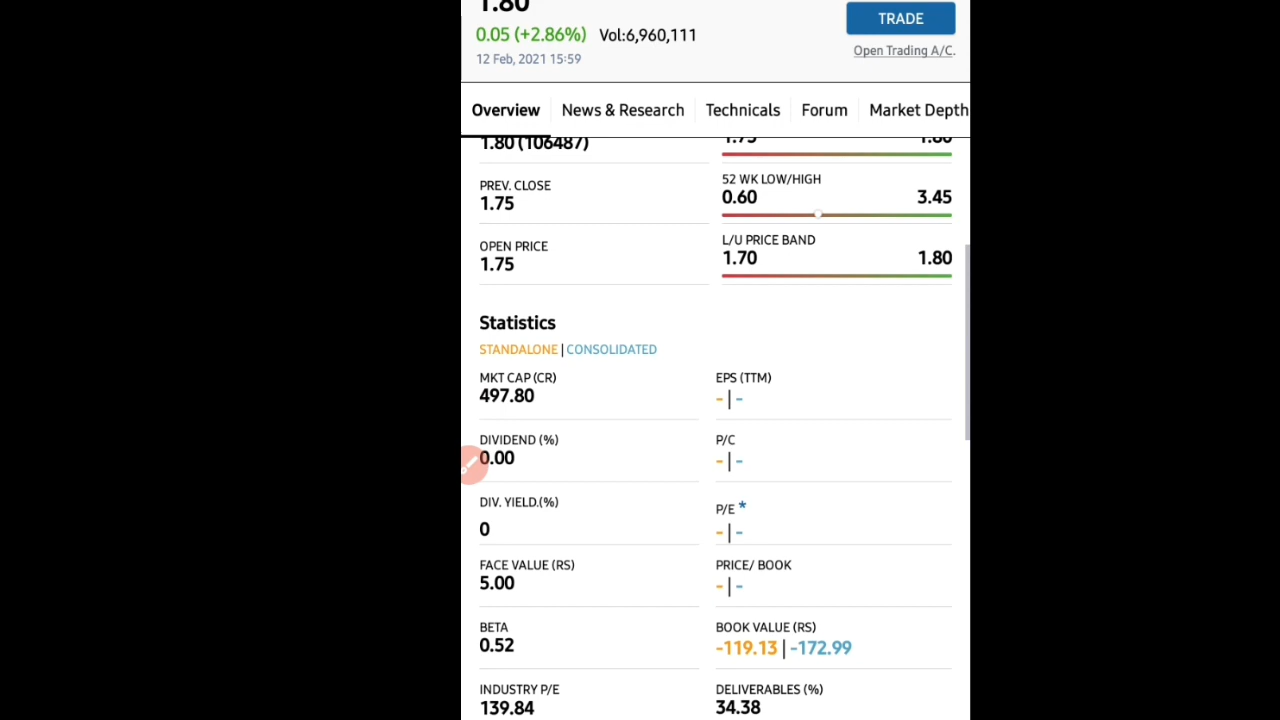 1.80
0.05 (+2.86%) Vol:6,960,111
TRADE
12 Feb, 2021 15:59
Open Trading A/C.
Overview News & Research Technicals Forum Market Depth
1.80 (106487)
1.75 1.80
PREV. CLOSE
1.75
52 WK LOW/HIGH
0.60 3.45
OPEN PRICE
1.75
L/U PRICE BAND
1.70 1.80
Statistics
STANDALONE | CONSOLIDATED
MKT CAP (CR)
497.80
EPS (TTM)
- | -
DIVIDEND (%)
0.00
P/C
- | -
DIV. YIELD.(%)
0
P/E *
- | -
FACE VALUE (RS)
5.00
PRICE/ BOOK
- | -
BETA
0.52
BOOK VALUE (RS)
-119.13 | -172.99
INDUSTRY P/E
139.84
DELIVERABLES (%)
34.38